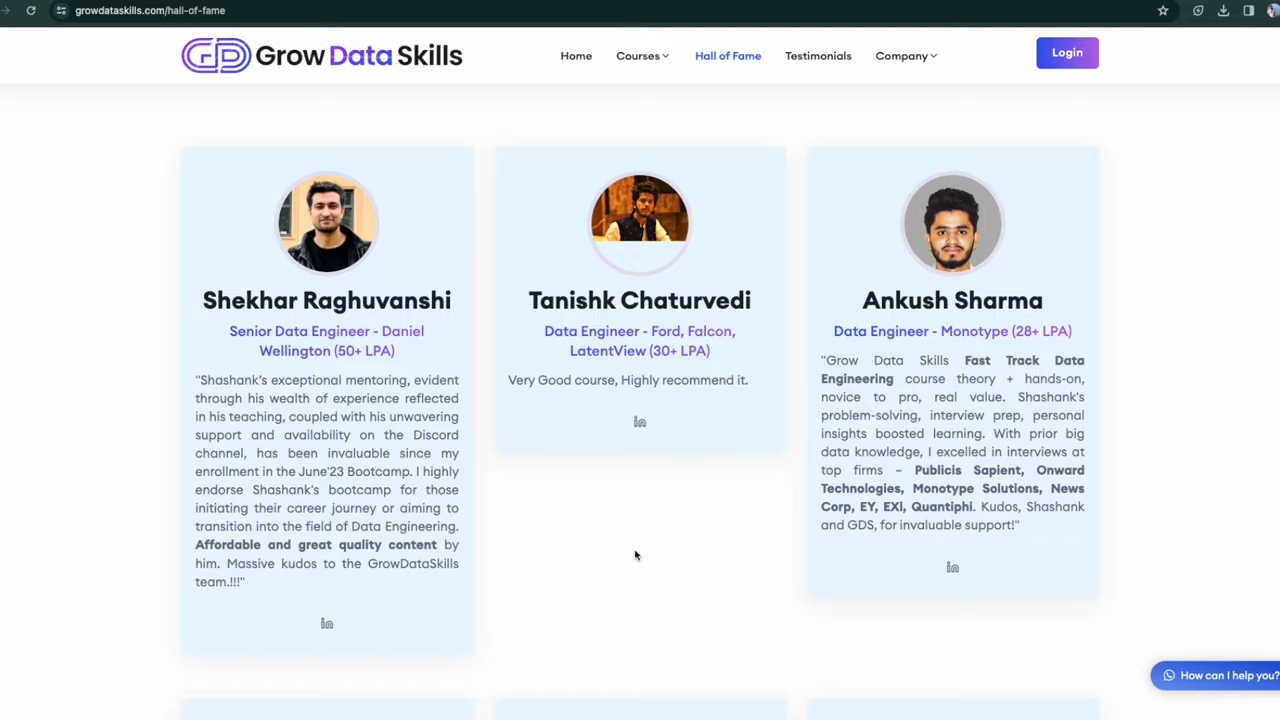 growdataskills.com/hall-of-fame
Grow Data Skills
Home
Courses
Hall of Fame
Testimonials
Company
Login
Shekhar Raghuvanshi
Senior Data Engineer - Daniel
Wellington (50+ LPA)
"Shashank's exceptional mentoring, evident
through his wealth of experience reflected
in his teaching, coupled with his unwavering
support and availability on the Discord
channel, has been invaluable since my
enrollment in the June'23 Bootcamp. I highly
endorse Shashank's bootcamp for those
initiating their career journey or aiming to
transition into the field of Data Engineering.
Affordable and great quality content by
him. Massive kudos to the GrowDataSkills
team.!!!"
in
Tanishk Chaturvedi
Data Engineer - Ford, Falcon,
LatentView (30+ LPA)
Very Good course, Highly recommend it.
in
Ankush Sharma
Data Engineer - Monotype (28+ LPA)
"Grow Data Skills Fast Track Data
Engineering course theory + hands-on,
novice to pro, real value. Shashank's
problem-solving, interview prep, personal
insights boosted learning. With prior big
data knowledge, I excelled in interviews at
top firms – Publicis Sapient, Onward
Technologies, Monotype Solutions, News
Corp, EY, EXl, Quantiphi. Kudos, Shashank
and GDS, for invaluable support!"
in
How can I help you?